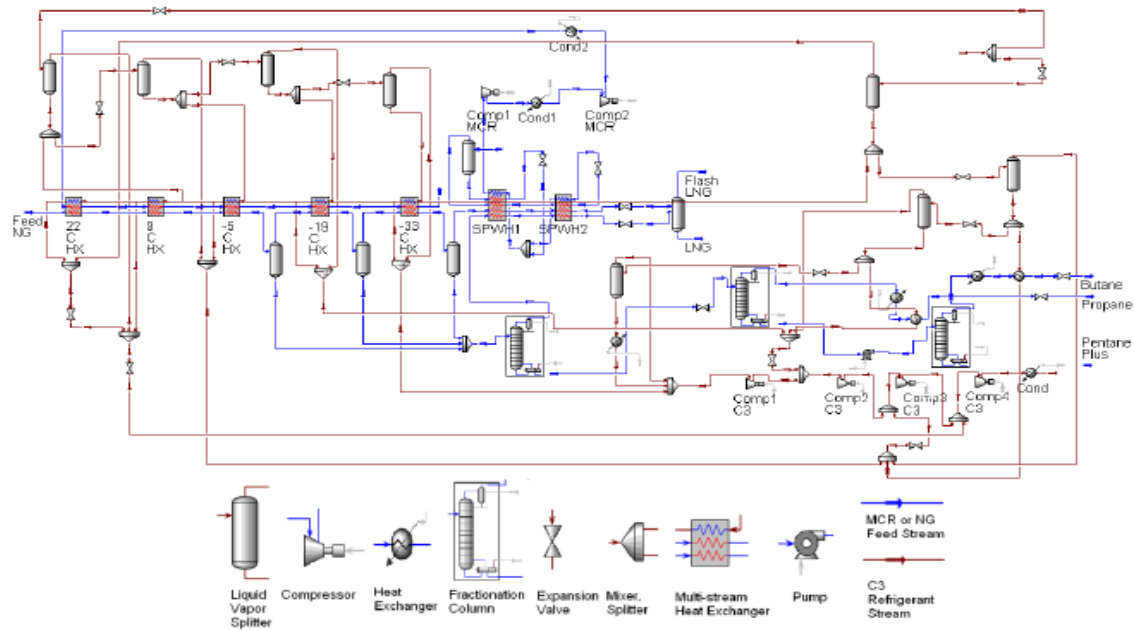 Cond2
Comp1
MCR
Cond1
Comp2
MCR
Feed
NG
22
C
HX
9
C
HX
-5
C
HX
-19
C
HX
-33
C
HX
SPWH1
SPWH2
Flash
LNG
LNG
Butane
Propane
Pentane
Plus
Comp1
C3
Comp2
C3
Comp3
C3
Comp4
C3
Cond
Liquid
Vapor
Splitter
Compressor
Heat
Exchanger
Fractionation
Column
Expansion
Valve
Mixer,
Splitter
Multi-stream
Heat Exchanger
Pump
MCR or NG
Feed Stream
C3
Refrigerant
Stream